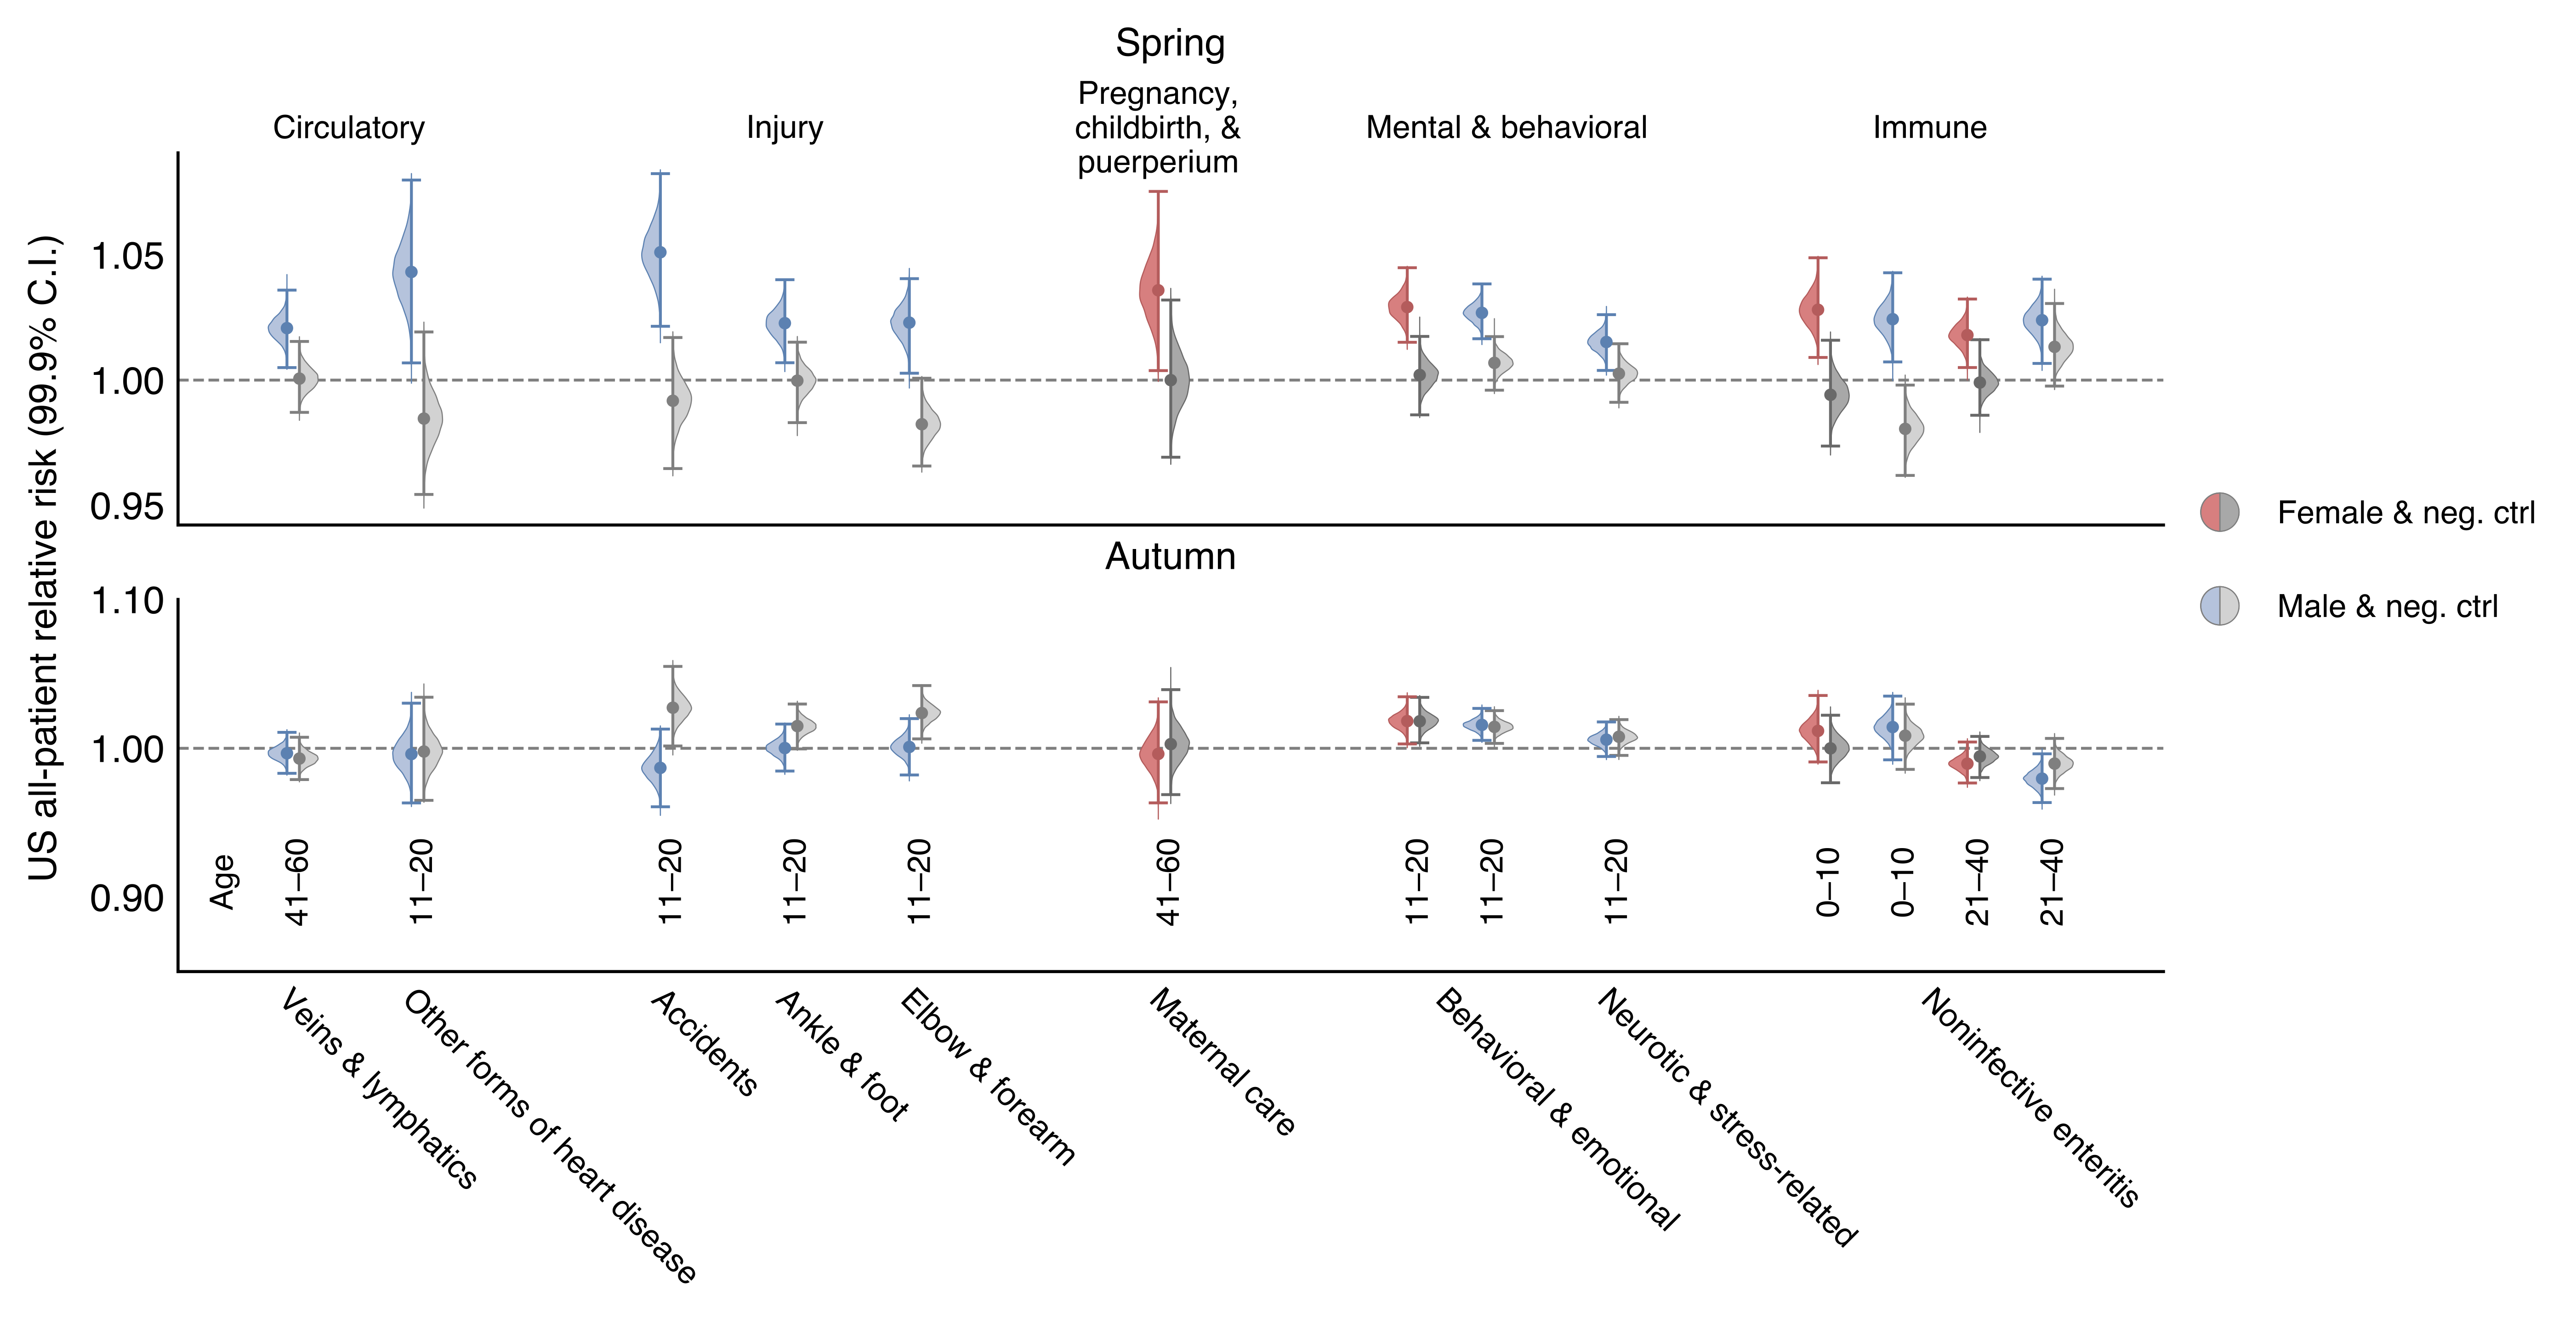 Spring
Circulatory
Injury
Pregnancy,
childbirth, &
puerperium
Mental & behavioral
Immune
US all-patient relative risk (99.9% C.I.)
1.05
1.00
0.95
Female & neg. ctrl
Male & neg. ctrl
Autumn
1.10
1.00
0.90
Age
41–60
11–20
11–20
11–20
11–20
41–60
11–20
11–20
11–20
0–10
0–10
21–40
21–40
Veins & lymphatics
Other forms of heart disease
Accidents
Ankle & foot
Elbow & forearm
Maternal care
Behavioral & emotional
Neurotic & stress-related
Noninfective enteritis